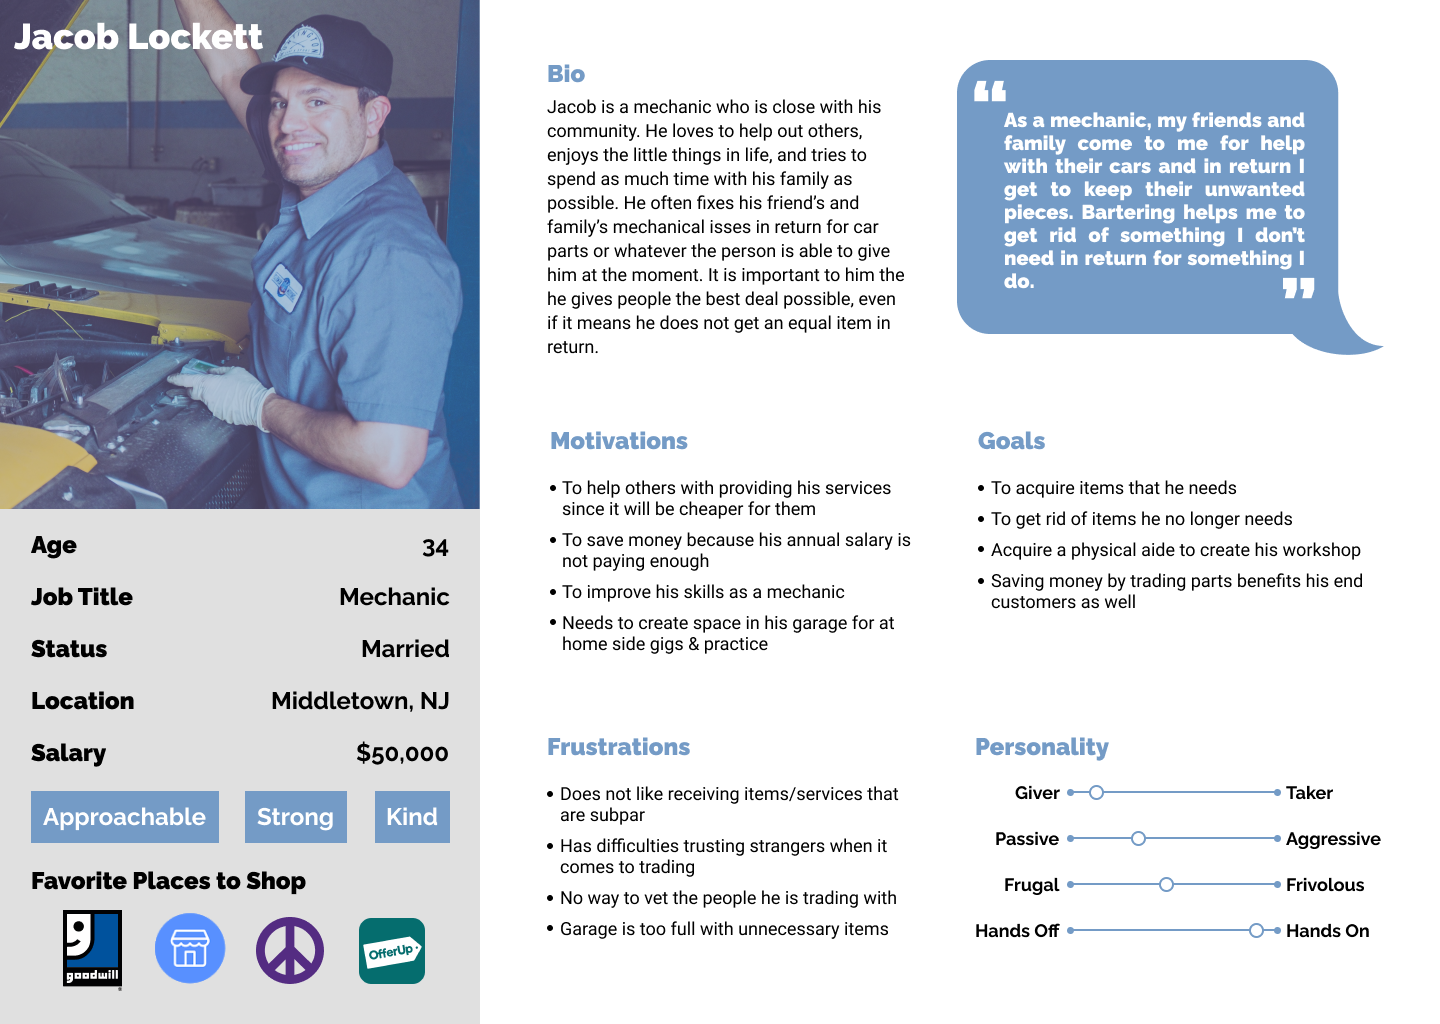 Jacob Lockett
Age 34
Job Title Mechanic
Status Married
Location Middletown, NJ
Salary $50,000
Approachable Strong Kind
Favorite Places to Shop
goodwill
OfferUp
Bio
Jacob is a mechanic who is close with his
community. He loves to help out others,
enjoys the little things in life, and tries to
spend as much time with his family as
possible. He often fixes his friend's and
family's mechanical isses in return for car
parts or whatever the person is able to give
him at the moment. It is important to him the
he gives people the best deal possible, even
if it means he does not get an equal item in
return.
“
As a mechanic, my friends and
family come to me for help
with their cars and in return I
get to keep their unwanted
pieces. Bartering helps me to
get rid of something I don't
need in return for something I
do.
”
Motivations
• To help others with providing his services
since it will be cheaper for them
• To save money because his annual salary is
not paying enough
• To improve his skills as a mechanic
• Needs to create space in his garage for at
home side gigs & practice
Goals
• To acquire items that he needs
• To get rid of items he no longer needs
• Acquire a physical aide to create his workshop
• Saving money by trading parts benefits his end
customers as well
Frustrations
• Does not like receiving items/services that
are subpar
• Has difficulties trusting strangers when it
comes to trading
• No way to vet the people he is trading with
• Garage is too full with unnecessary items
Personality
Giver Taker
Passive Aggressive
Frugal Frivolous
Hands Off Hands On